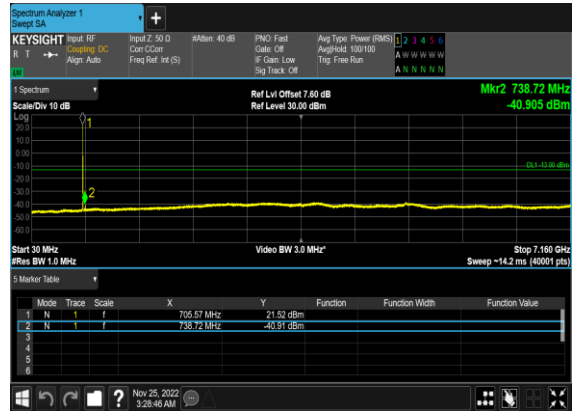 Spectrum Analyzer 1
Swept SA
+
KEYSIGHT
R T
Input: RF
Coupling: DC
Align: Auto
Input Z: 50 Ω
Corr CCorr
Freq Ref: Int (S)
#Atten: 40 dB
PNO: Fast
Gate: Off
IF Gain: Low
Sig Track: Off
Avg Type: Power (RMS)
Avg|Hold: 100/100
Trig: Free Run
1 2 3 4 5 6
A W W W W W
A N N N N N
1 Spectrum
Scale/Div 10 dB
Ref Lvl Offset 7.60 dB
Ref Level 30.00 dBm
Mkr2 738.72 MHz
-40.905 dBm
Log
20.0
10.0
0.00
-10.0
-20.0
-30.0
-40.0
-50.0
-60.0
1
2
DL1 -13.00 dBm
Start 30 MHz
#Res BW 1.0 MHz
Video BW 3.0 MHz*
Stop 7.160 GHz
Sweep ~14.2 ms (40001 pts)
5 Marker Table
Mode Trace Scale X Y Function Function Width Function Value
1 N 1 f 705.57 MHz 21.52 dBm
2 N 1 f 738.72 MHz -40.91 dBm
3
4
5
6
?
Nov 25, 2022
3:28:46 AM